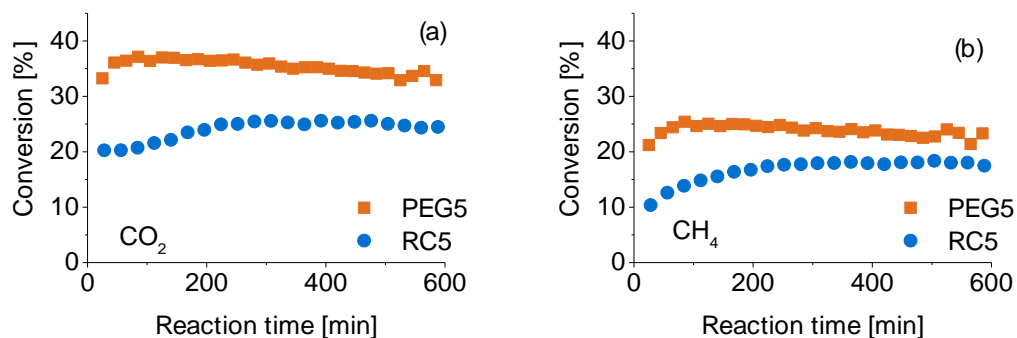 (a)
Conversion [%]
40
30
20
10
0
PEG5
RC5
CO₂
0 200 400 600
Reaction time [min]
(b)
Conversion [%]
40
30
20
10
0
PEG5
RC5
CH₄
0 200 400 600
Reaction time [min]